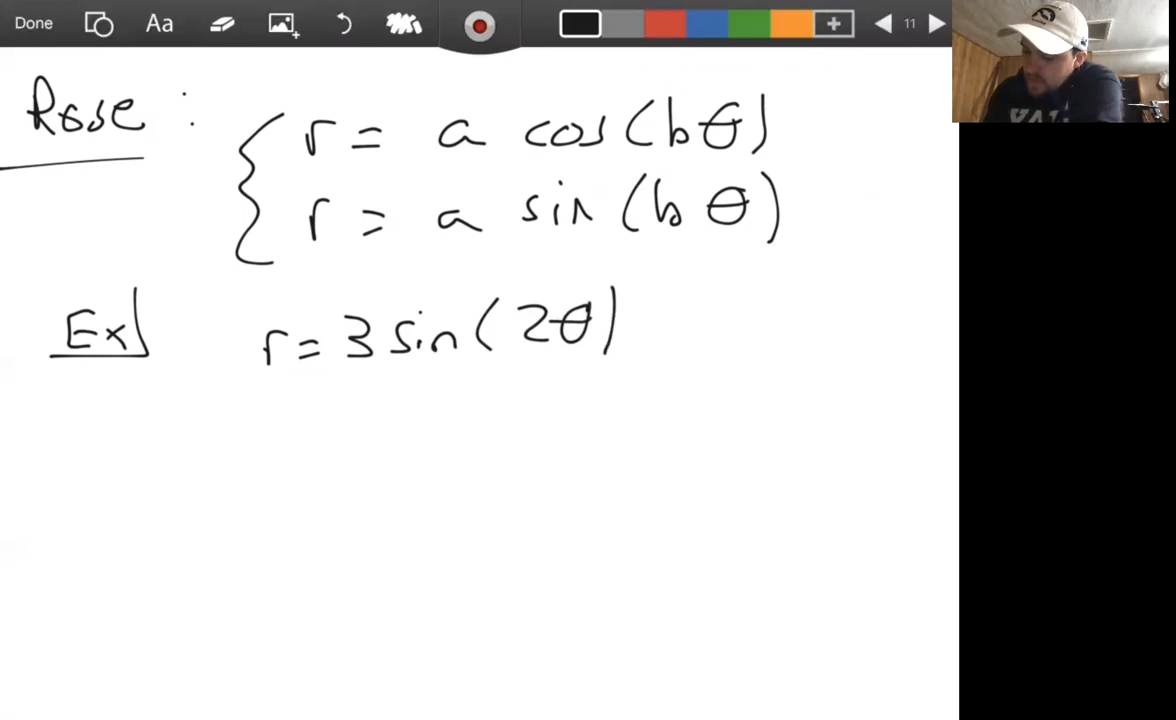 Done Aa 11
Rose :
r = a cos(bθ)
r = a sin(bθ)
Ex) r = 3 sin(2θ)